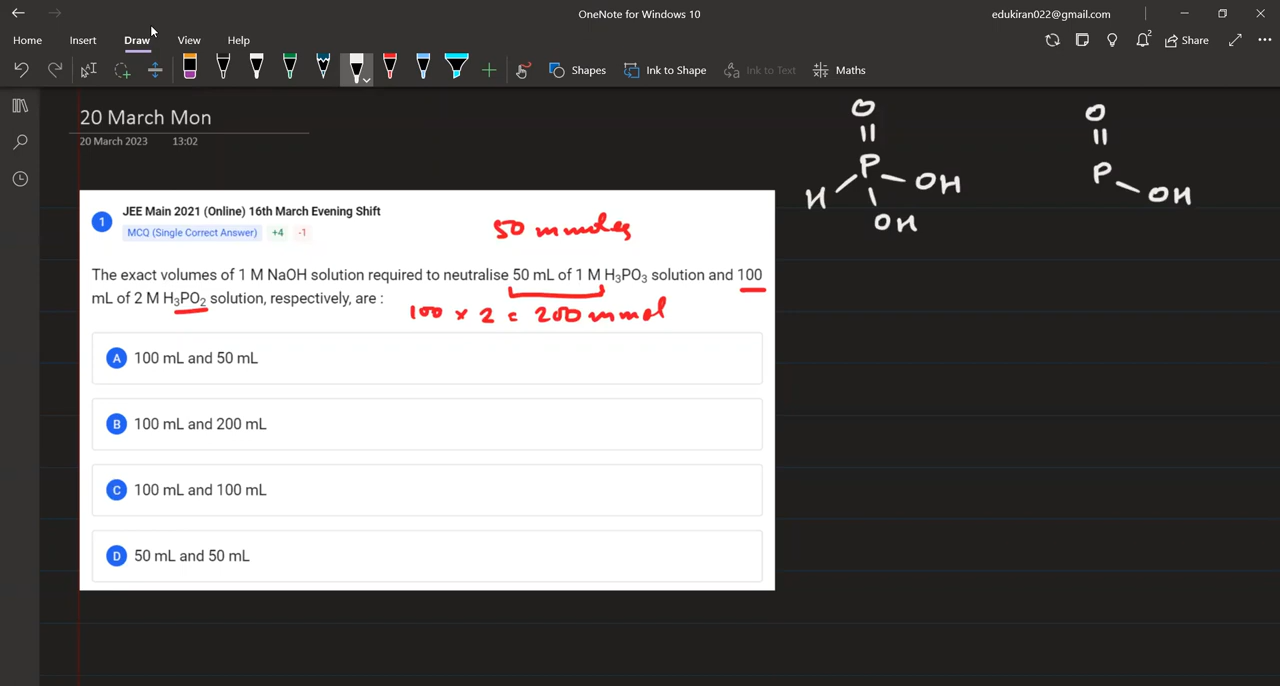 OneNote for Windows 10
edukiran022@gmail.com
Home Insert Draw View Help
Share
Shapes Ink to Shape Ink to Text Maths
20 March Mon
20 March 2023 13:02
1
JEE Main 2021 (Online) 16th March Evening Shift
MCQ (Single Correct Answer) +4 -1
50 mmoles
The exact volumes of 1 M NaOH solution required to neutralise 50 mL of 1 M H₃PO₃ solution and 100
mL of 2 M H₃PO₂ solution, respectively, are :
100 × 2 = 200 mmol
A 100 mL and 50 mL
B 100 mL and 200 mL
C 100 mL and 100 mL
D 50 mL and 50 mL
O
||
P
H
OH
OH
O
||
P
OH